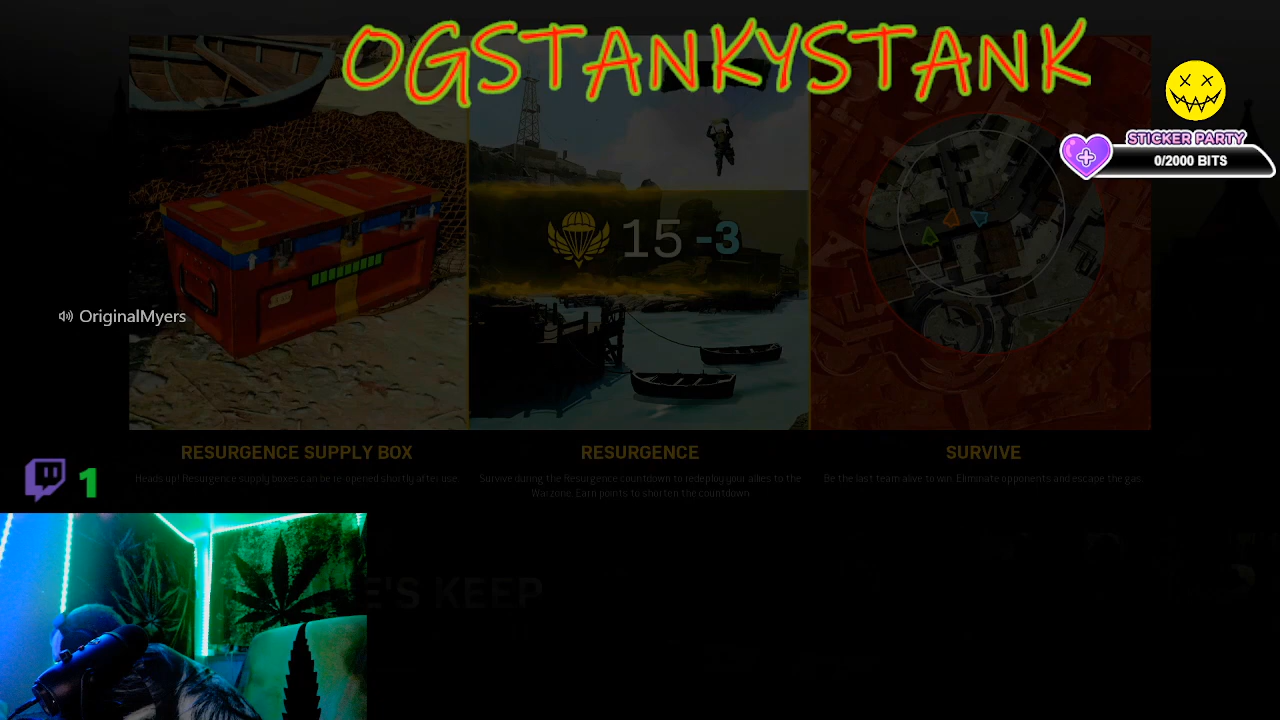 OGSTANKYSTANK
STICKER PARTY
0/2000 BITS
15 -3
OriginalMyers
RESURGENCE SUPPLY BOX
Heads up! Resurgence supply boxes can be re-opened shortly after use.
RESURGENCE
Survive during the Resurgence countdown to redeploy your allies to the
Warzone. Earn points to shorten the countdown.
SURVIVE
Be the last team alive to win. Eliminate opponents and escape the gas.
1
E'S KEEP